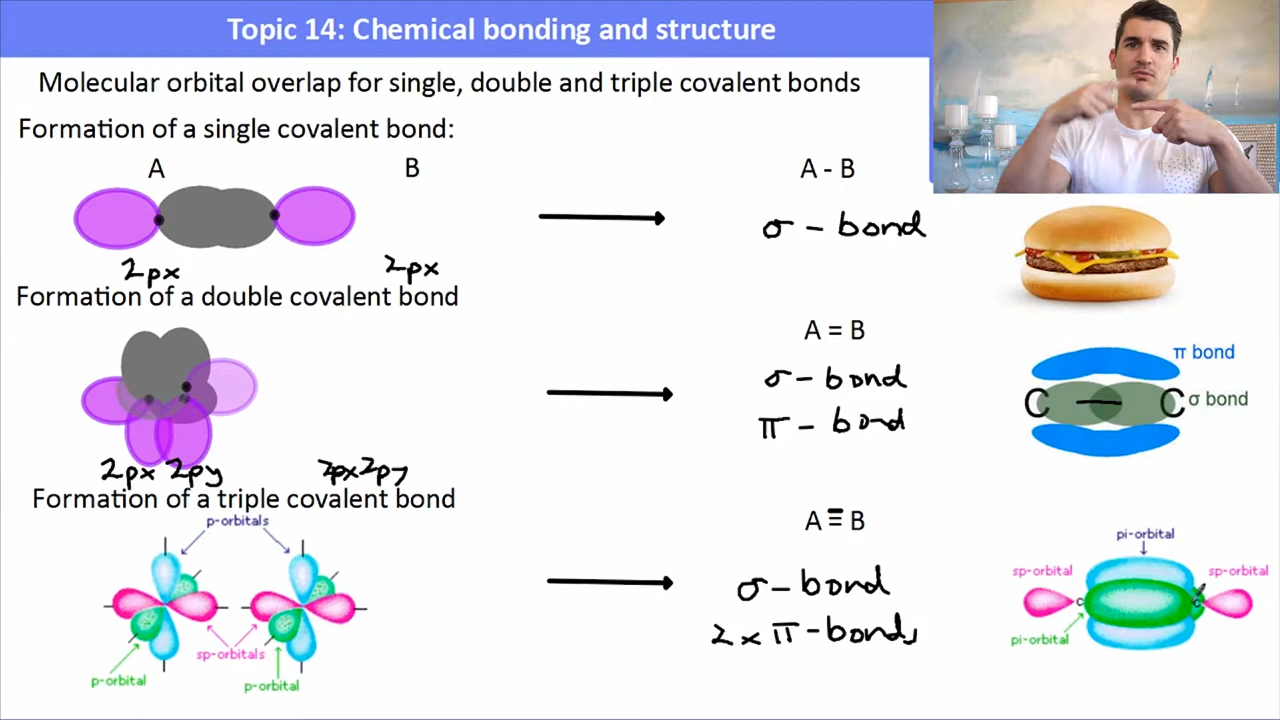 Topic 14: Chemical bonding and structure
Molecular orbital overlap for single, double and triple covalent bonds
Formation of a single covalent bond:
A B A - B
σ - bond
2px 2px
Formation of a double covalent bond
A = B
π bond
σ - bond
C — C σ bond
π - bond
2px 2py 2px2py
Formation of a triple covalent bond
p-orbitals
A ≡ B
pi-orbital
sp-orbital sp-orbital
σ - bond
c c
2 x π - bonds
pi-orbital
sp-orbitals
p-orbital p-orbital